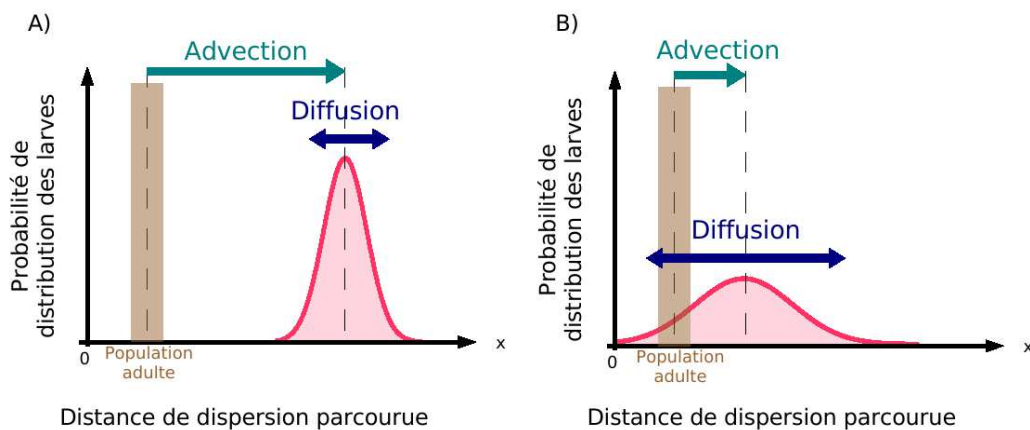 A)
Advection
Diffusion
Probabilité de
distribution des larves
0
Population
adulte
x
Distance de dispersion parcourue
B)
Advection
Diffusion
Probabilité de
distribution des larves
0
Population
adulte
x
Distance de dispersion parcourue